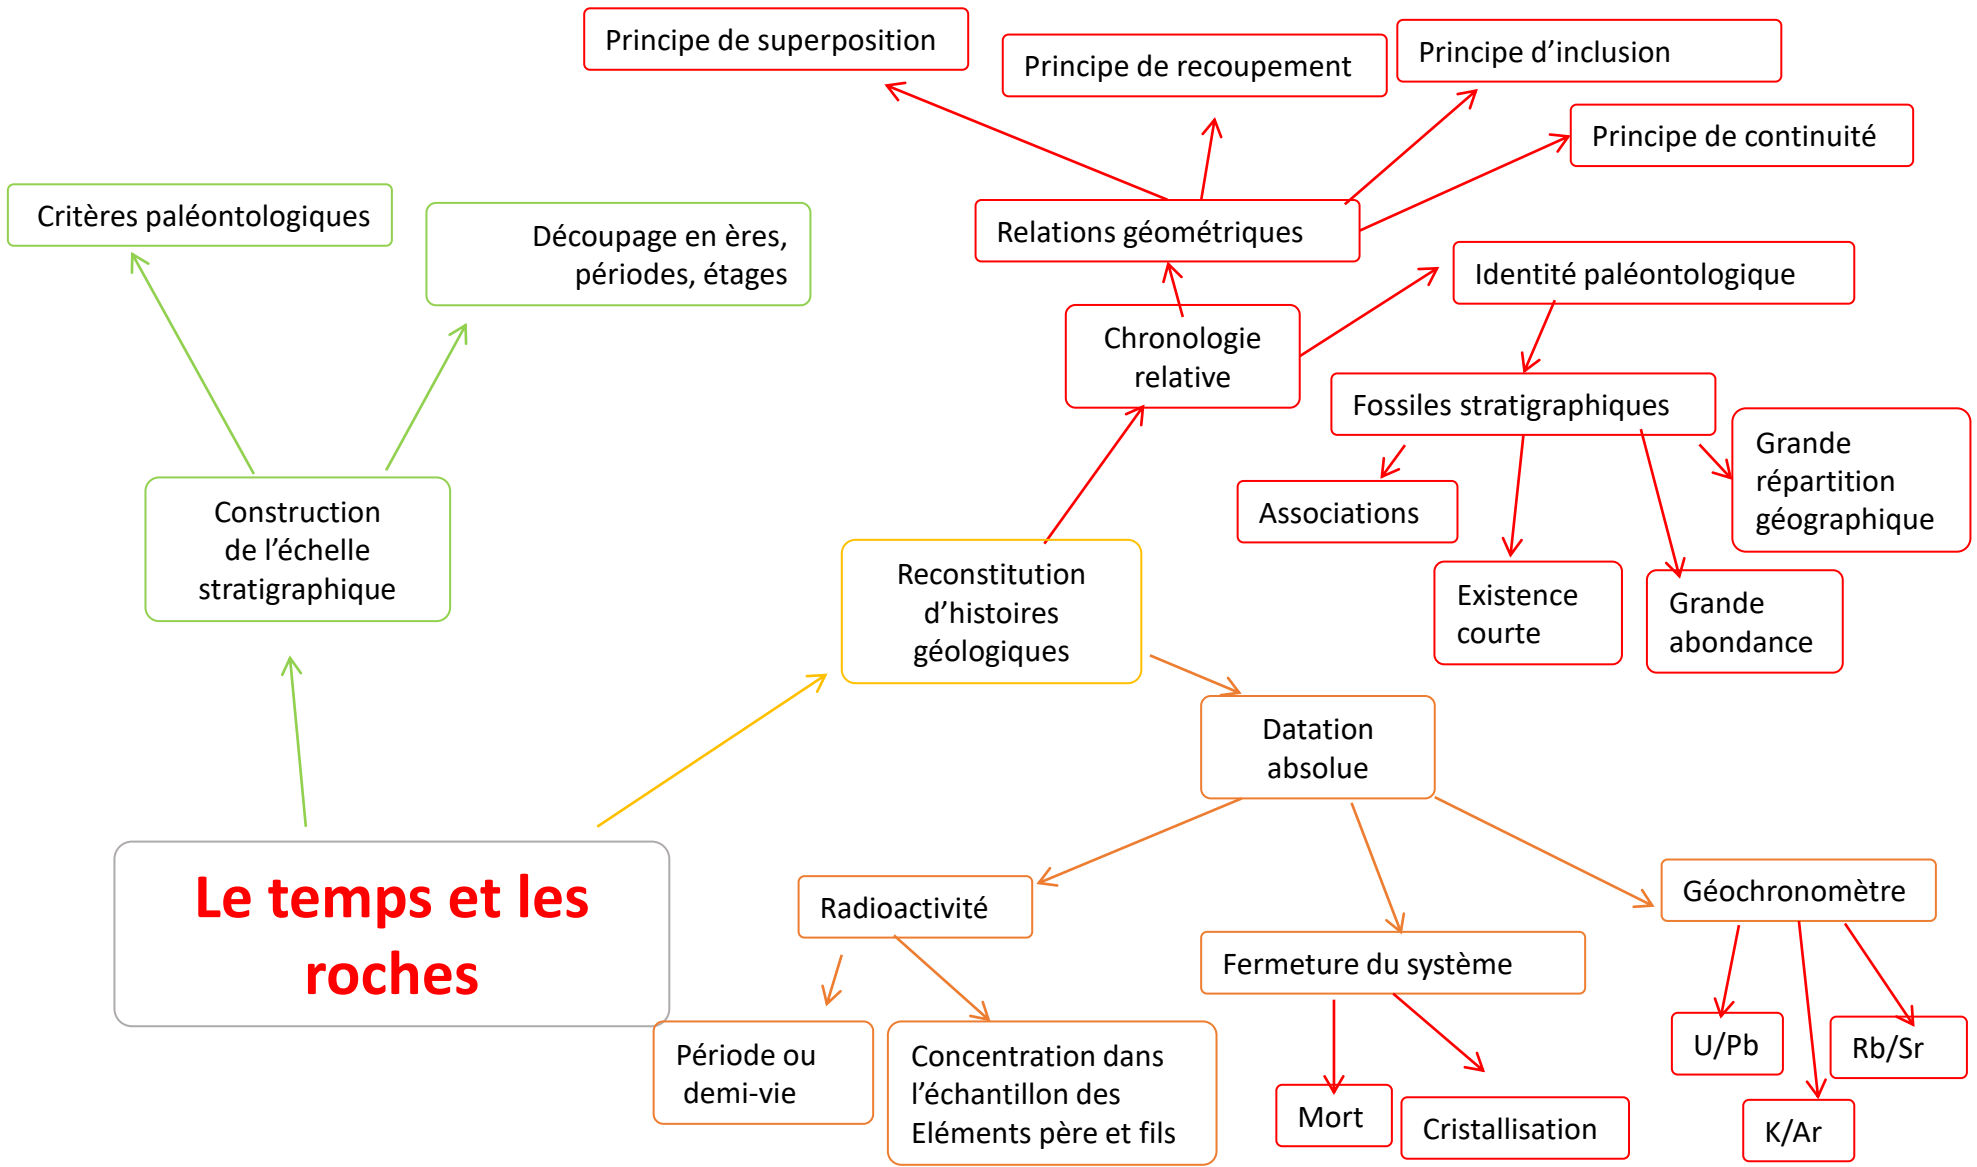 Principe de superposition
Principe de recoupement
Principe d’inclusion
Principe de continuité
Critères paléontologiques
Découpage en ères,
périodes, étages
Relations géométriques
Identité paléontologique
Chronologie
relative
Fossiles stratigraphiques
Grande
répartition
géographique
Associations
Existence
courte
Grande
abondance
Construction
de l’échelle
stratigraphique
Reconstitution
d’histoires
géologiques
Datation
absolue
Le temps et les
roches
Radioactivité
Fermeture du système
Géochronomètre
Période ou
demi-vie
Concentration dans
l’échantillon des
Eléments père et fils
Mort
Cristallisation
U/Pb
Rb/Sr
K/Ar